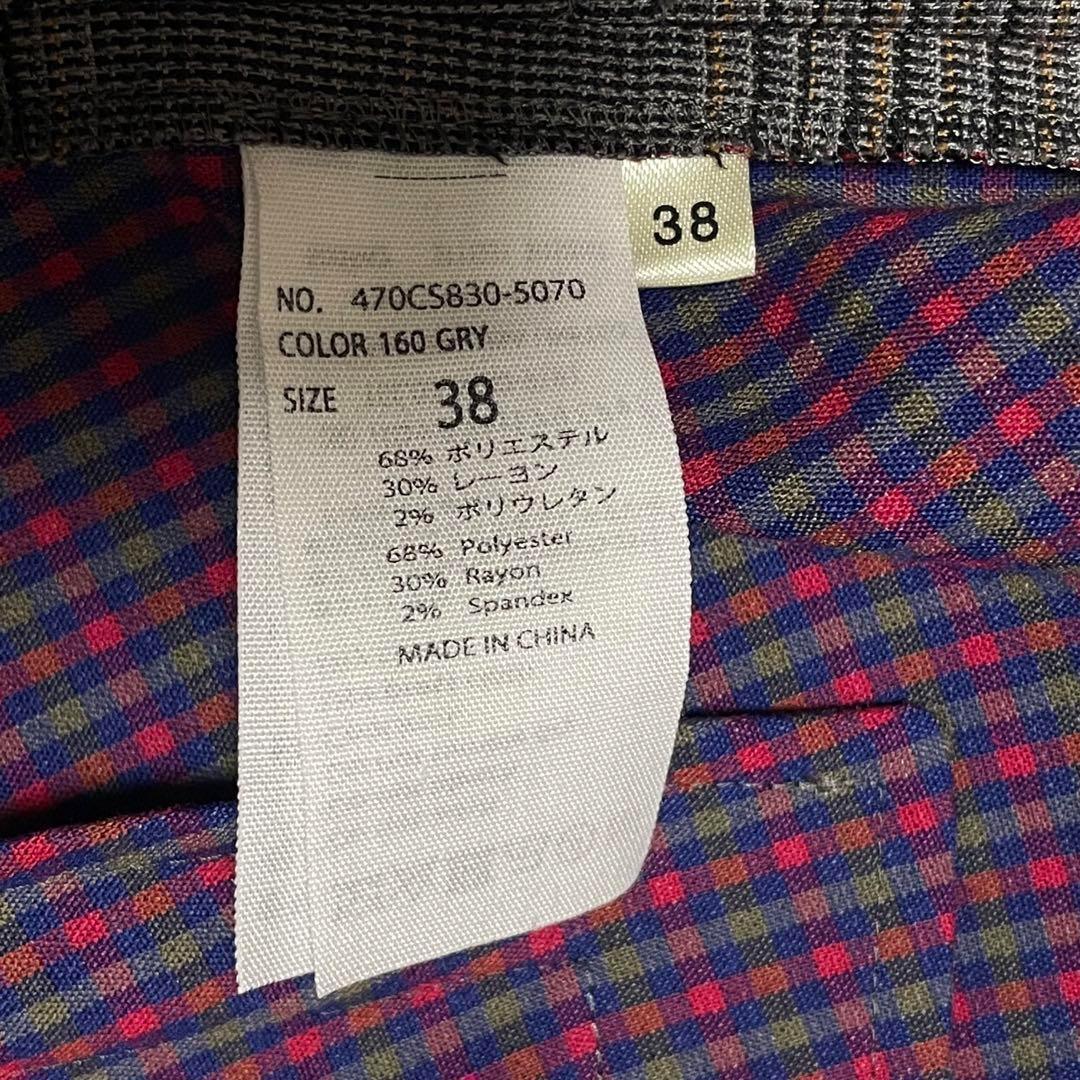 38
NO. 470CS830-5070
COLOR 160 GRY
SIZE 38
68% ポリエステル
30% レーヨン
2% ポリウレタン
68% Polyester
30% Rayon
2% Spandex
MADE IN CHINA